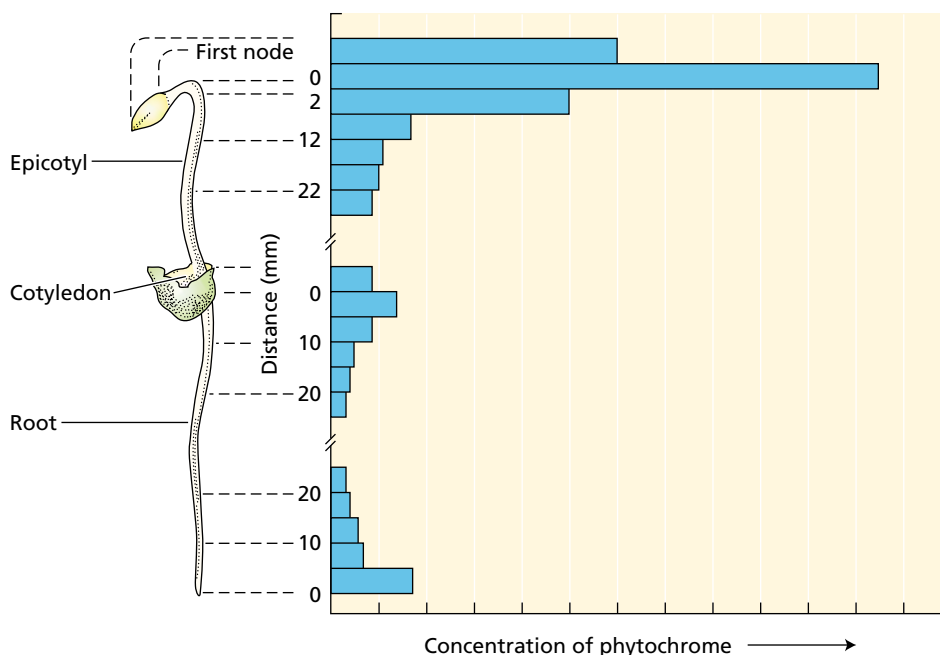 First node
0
2
12
Epicotyl
22
Distance (mm)
Cotyledon
0
10
20
Root
20
10
0
Concentration of phytochrome